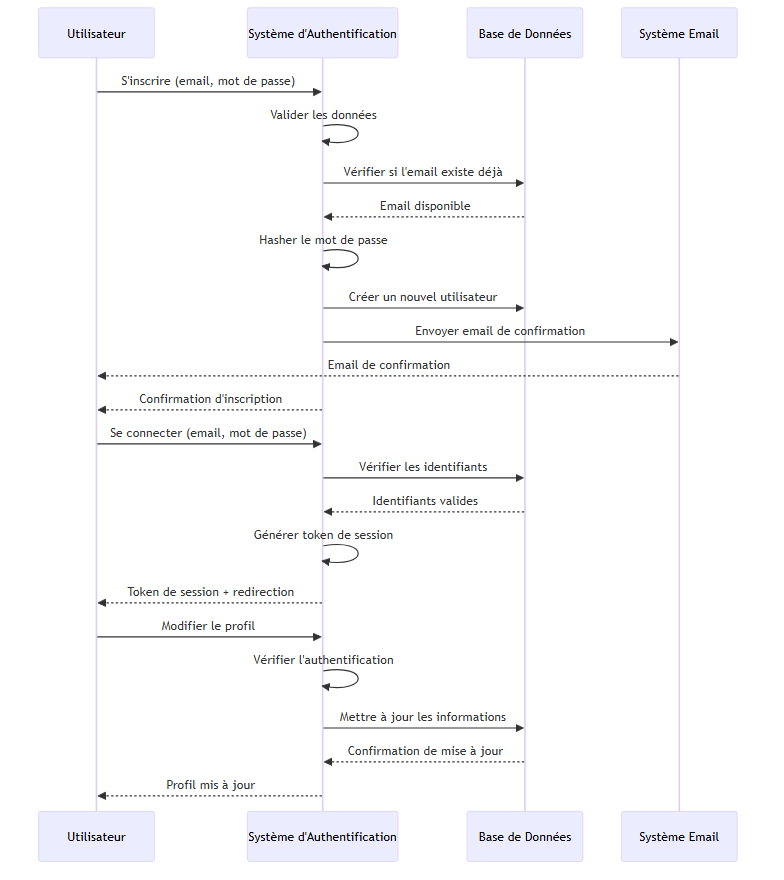 Utilisateur
Système d'Authentification
Base de Données
Système Email
S'inscrire (email, mot de passe)
Valider les données
Vérifier si l'email existe déjà
Email disponible
Hasher le mot de passe
Créer un nouvel utilisateur
Envoyer email de confirmation
Email de confirmation
Confirmation d'inscription
Se connecter (email, mot de passe)
Vérifier les identifiants
Identifiants valides
Générer token de session
Token de session + redirection
Modifier le profil
Vérifier l'authentification
Mettre à jour les informations
Confirmation de mise à jour
Profil mis à jour
Utilisateur
Système d'Authentification
Base de Données
Système Email